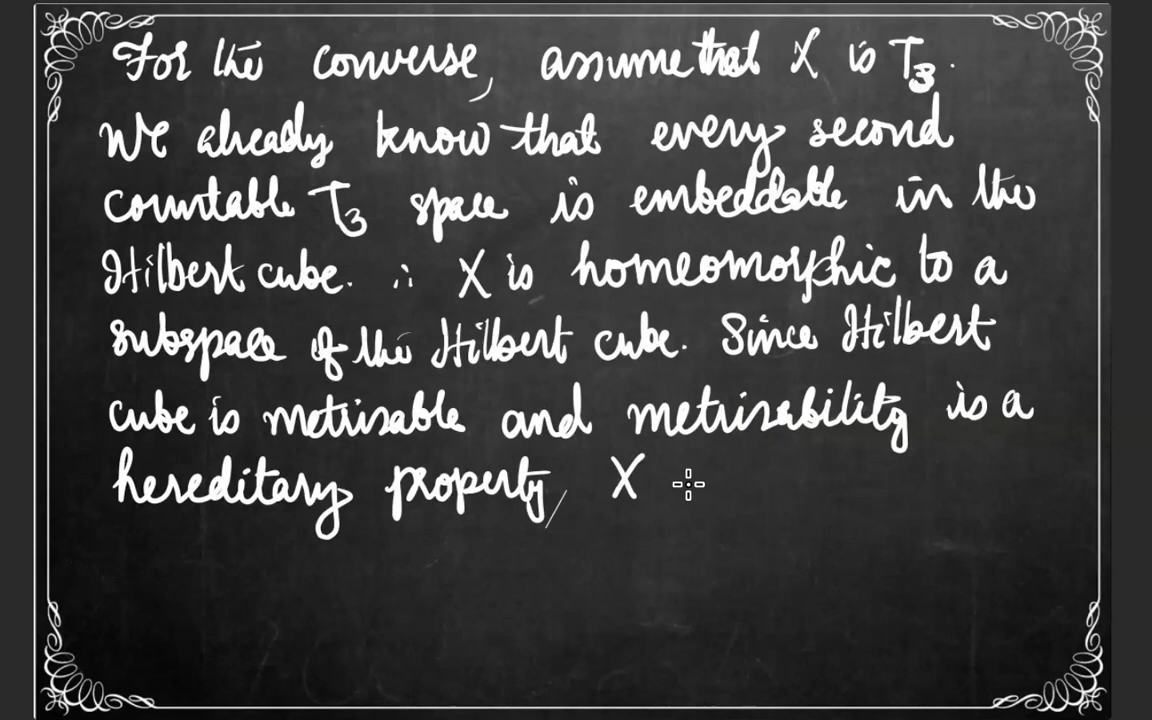 For the converse, assume that X is T3.
We already know that every second
countable T3 space is embeddable in the
Hilbert cube. ∴ X is homeomorphic to a
subspace of the Hilbert cube. Since Hilbert
cube is metrisable and metrisability is a
hereditary property, X